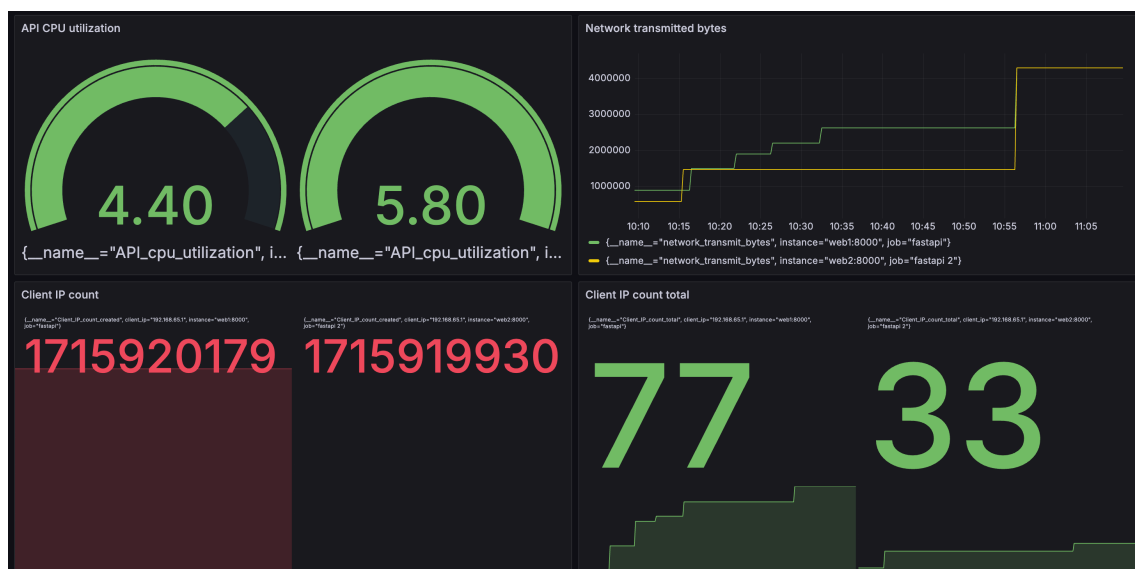 API CPU utilization
4.40
5.80
{__name__="API_cpu_utilization", i...
{__name__="API_cpu_utilization", i...
Network transmitted bytes
4000000
3000000
2000000
1000000
10:10 10:15 10:20 10:25 10:30 10:35 10:40 10:45 10:50 10:55 11:00 11:05
{__name__="network_transmit_bytes", instance="web1:8000", job="fastapi"}
{__name__="network_transmit_bytes", instance="web2:8000", job="fastapi 2"}
Client IP count
{__name__="Client_IP_count_created", client_ip="192.168.65.1", instance="web1:8000",
job="fastapi"}
1715920179
{__name__="Client_IP_count_created", client_ip="192.168.65.1", instance="web2:8000",
job="fastapi 2"}
1715919930
Client IP count total
{__name__="Client_IP_count_total", client_ip="192.168.65.1", instance="web1:8000",
job="fastapi"}
77
{__name__="Client_IP_count_total", client_ip="192.168.65.1", instance="web2:8000",
job="fastapi 2"}
33